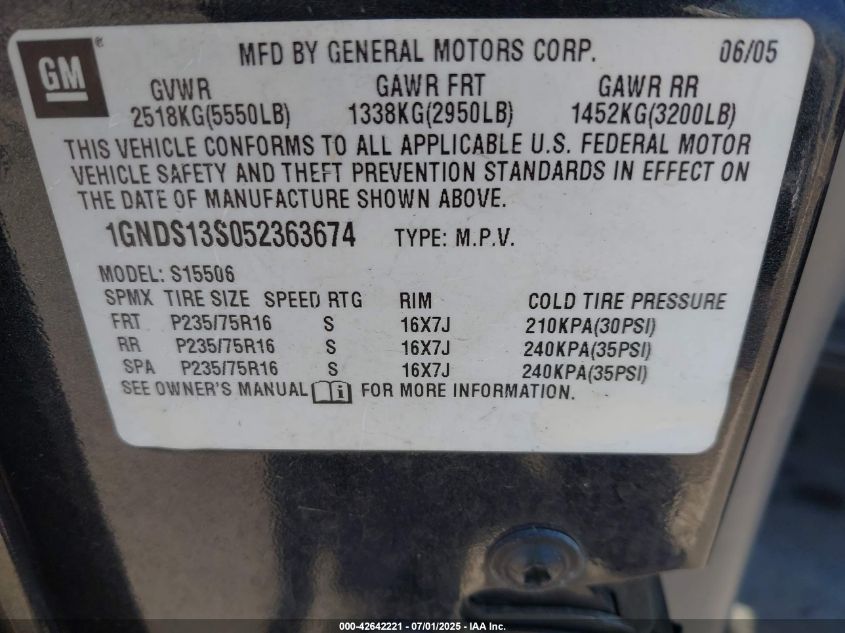 GM ®
MFD BY GENERAL MOTORS CORP. 06/05
GVWR GAWR FRT GAWR RR
2518KG(5550LB) 1338KG(2950LB) 1452KG(3200LB)
THIS VEHICLE CONFORMS TO ALL APPLICABLE U.S. FEDERAL MOTOR
VEHICLE SAFETY AND THEFT PREVENTION STANDARDS IN EFFECT ON
THE DATE OF MANUFACTURE SHOWN ABOVE.
1GNDS13S052363674 TYPE: M.P.V.
MODEL: S15506
SPMX TIRE SIZE SPEED RTG RIM COLD TIRE PRESSURE
FRT P235/75R16 S 16X7J 210KPA(30PSI)
RR P235/75R16 S 16X7J 240KPA(35PSI)
SPA P235/75R16 S 16X7J 240KPA(35PSI)
SEE OWNER'S MANUAL i FOR MORE INFORMATION.
000-42642221 - 07/01/2025 - IAA Inc.